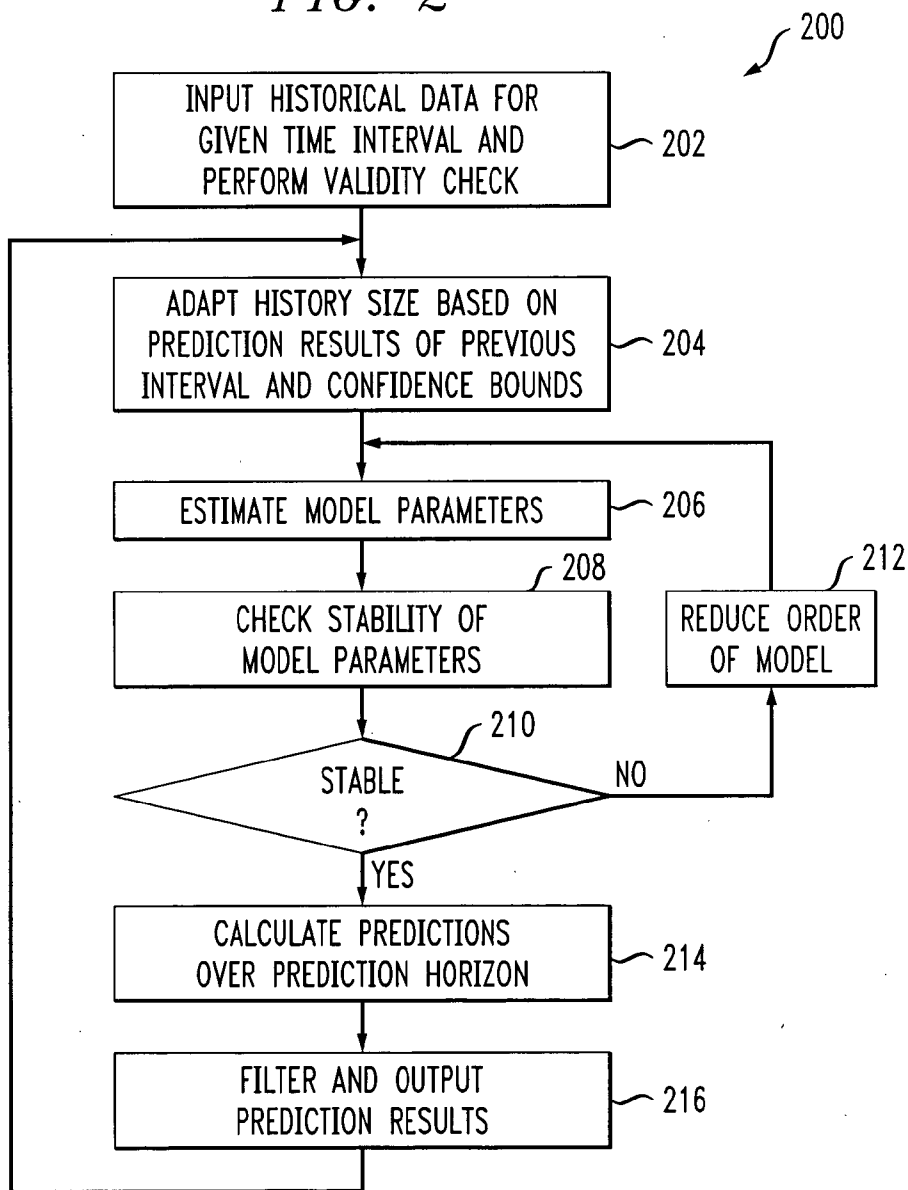 FIG. 2
200
INPUT HISTORICAL DATA FOR
GIVEN TIME INTERVAL AND
PERFORM VALIDITY CHECK
202
ADAPT HISTORY SIZE BASED ON
PREDICTION RESULTS OF PREVIOUS
INTERVAL AND CONFIDENCE BOUNDS
204
ESTIMATE MODEL PARAMETERS
206
208
CHECK STABILITY OF
MODEL PARAMETERS
212
REDUCE ORDER
OF MODEL
210
STABLE
?
NO
YES
CALCULATE PREDICTIONS
OVER PREDICTION HORIZON
214
FILTER AND OUTPUT
PREDICTION RESULTS
216